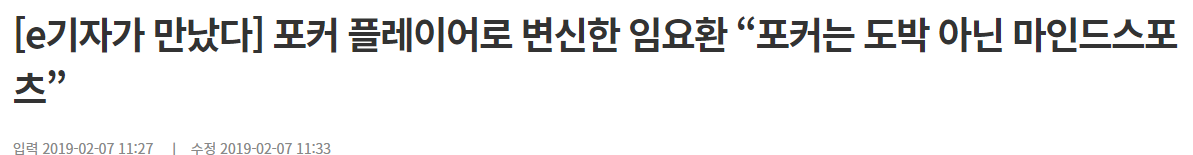 [e기자가 만났다] 포커 플레이어로 변신한 임요환 “포커는 도박 아닌 마인드스포
츠”
입력 2019-02-07 11:27 | 수정 2019-02-07 11:33